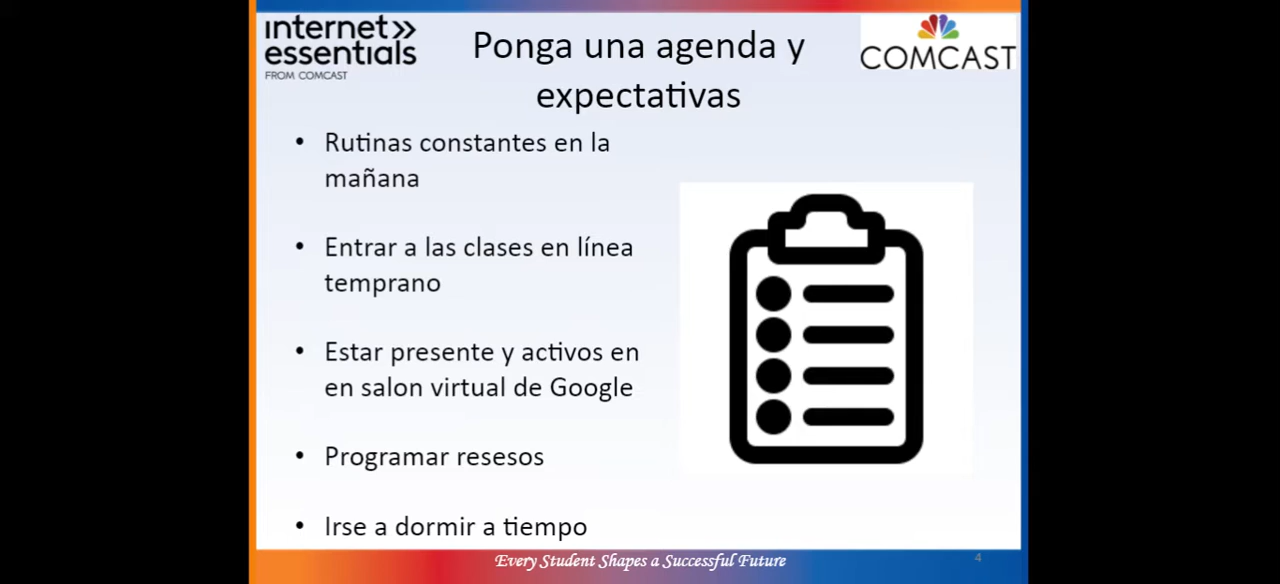 internet»
essentials
FROM COMCAST
Ponga una agenda y
expectativas
COMCAST
• Rutinas constantes en la
mañana
• Entrar a las clases en línea
temprano
• Estar presente y activos en
en salon virtual de Google
• Programar resesos
• Irse a dormir a tiempo
Every Student Shapes a Successful Future
4